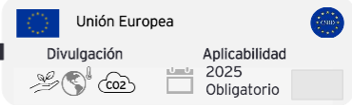 Unión Europea
Divulgación
Aplicabilidad
CO2
2025
Obligatorio